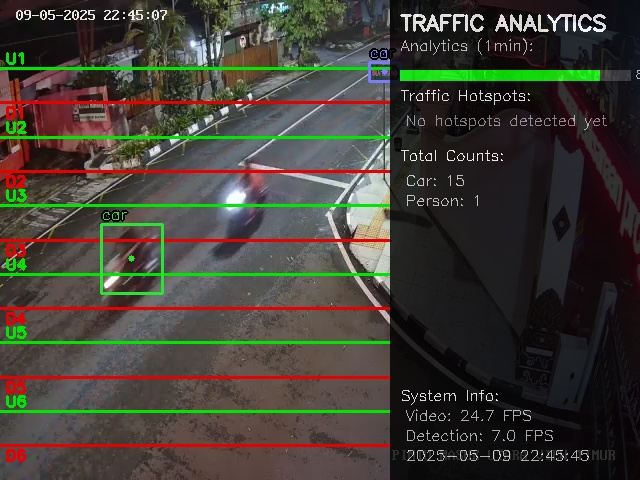 09-05-2025 22:45:07
TRAFFIC ANALYTICS
Analytics (1min):
8
Traffic Hotspots:
No hotspots detected yet
Total Counts:
Car: 15
Person: 1
System Info:
Video: 24.7 FPS
Detection: 7.0 FPS
2025-05-09 22:45:45
U1
car
D1
U2
D2
U3
car
D3
U4
D4
U5
D5
U6
D6